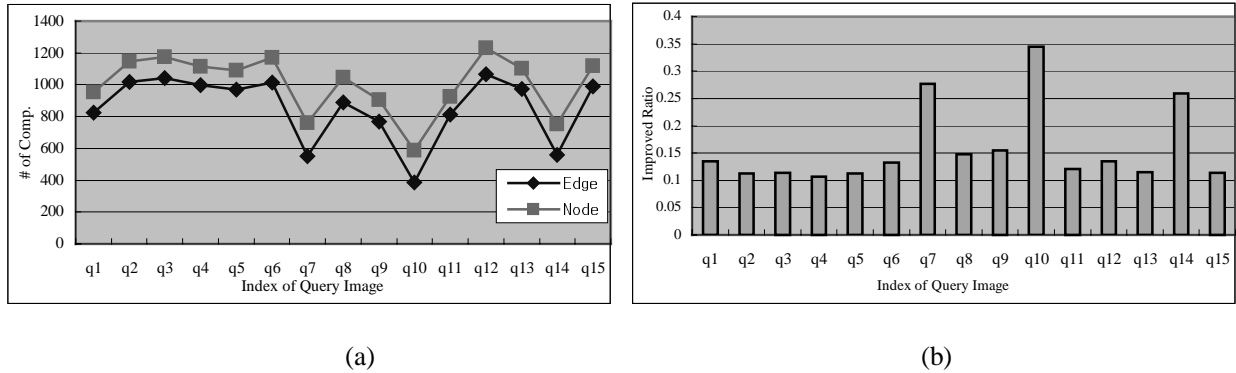 1400
1200
1000
800
600
400
200
0
# of Comp.
Edge
Node
q1 q2 q3 q4 q5 q6 q7 q8 q9 q10 q11 q12 q13 q14 q15
Index of Query Image
(a)
0.4
0.35
0.3
0.25
0.2
0.15
0.1
0.05
0
Improved Ratio
q1 q2 q3 q4 q5 q6 q7 q8 q9 q10 q11 q12 q13 q14 q15
Index of Query Image
(b)